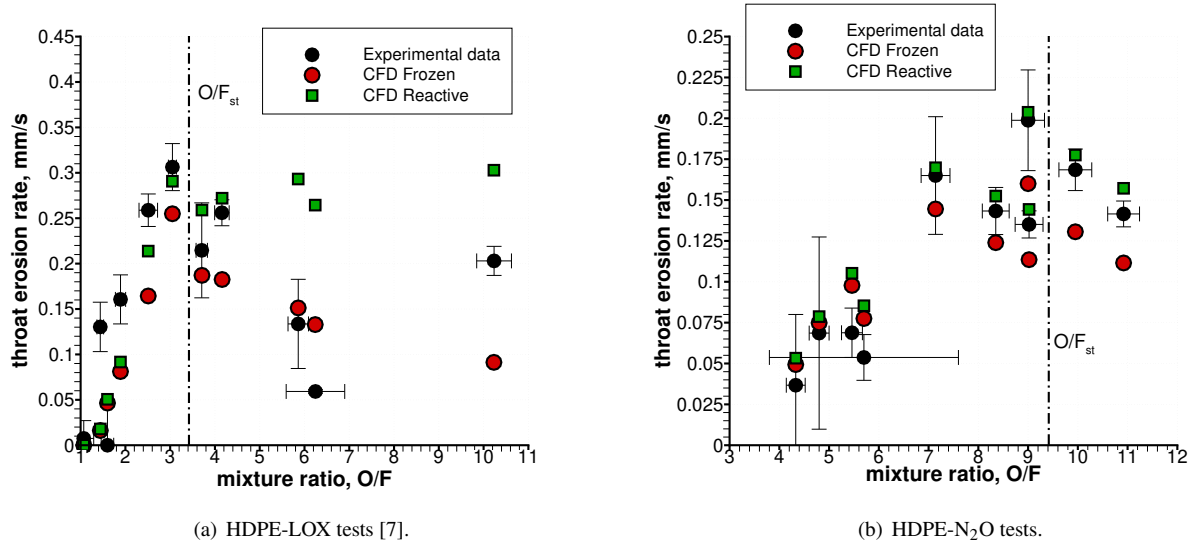 Experimental data
CFD Frozen
CFD Reactive
O/F st
throat erosion rate, mm/s
0.45
0.4
0.35
0.3
0.25
0.2
0.15
0.1
0.05
0
1 2 3 4 5 6 7 8 9 10 11
mixture ratio, O/F
(a) HDPE-LOX tests [7].
Experimental data
CFD Frozen
CFD Reactive
O/F st
throat erosion rate, mm/s
0.25
0.225
0.2
0.175
0.15
0.125
0.1
0.075
0.05
0.025
0
3 4 5 6 7 8 9 10 11 12
mixture ratio, O/F
(b) HDPE-N₂O tests.